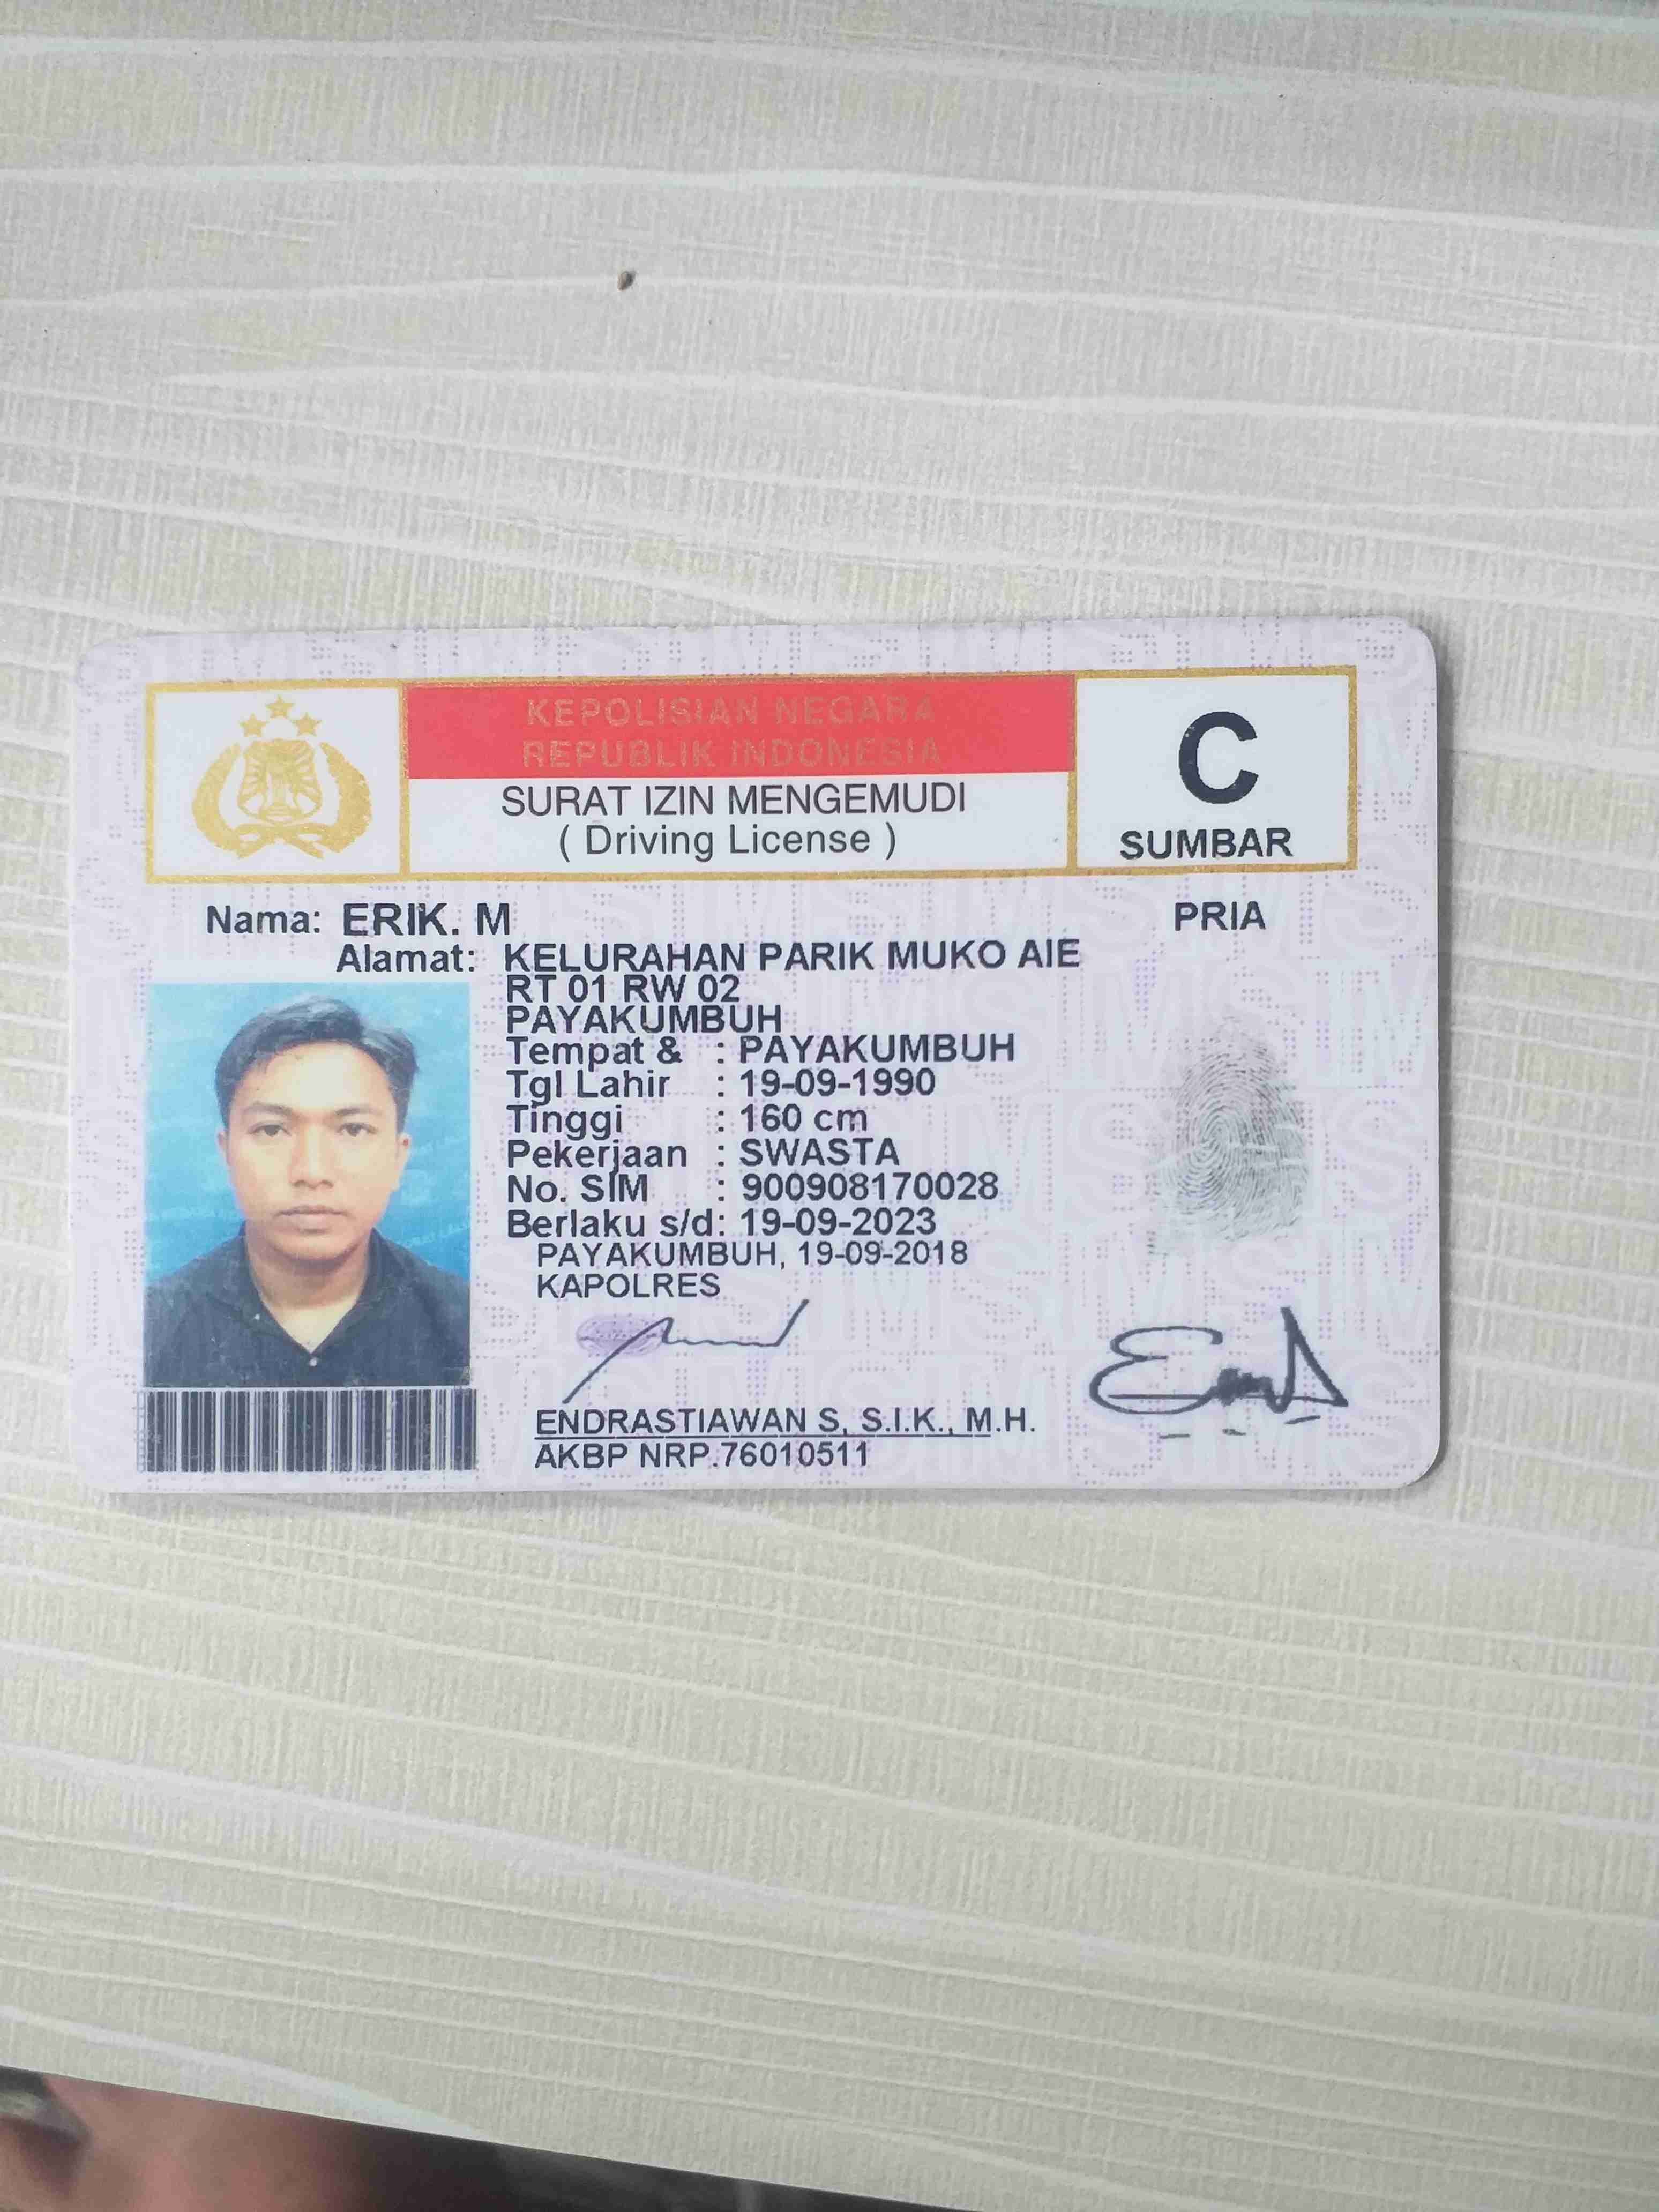 KEPOLISIAN NEGARA
REPUBLIK INDONESIA
SURAT IZIN MENGEMUDI
( Driving License )
C
SUMBAR
Nama: ERIK. M
PRIA
Alamat: KELURAHAN PARIK MUKO AIE
RT 01 RW 02
PAYAKUMBUH
Tempat & : PAYAKUMBUH
Tgl Lahir : 19-09-1990
Tinggi : 160 cm
Pekerjaan : SWASTA
No. SIM : 900908170028
Berlaku s/d: 19-09-2023
PAYAKUMBUH, 19-09-2018
KAPOLRES
ENDRASTIAWAN S, S.I.K., M.H.
AKBP NRP.76010511